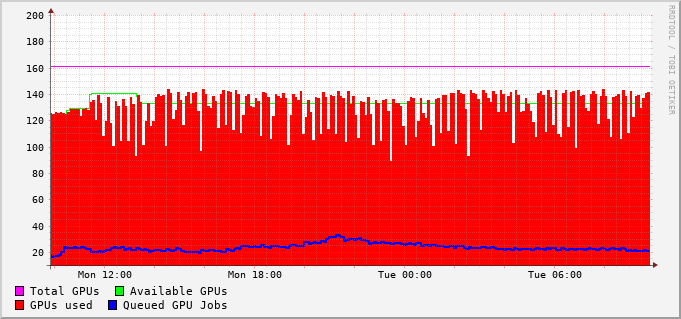 200
180
160
140
120
100
80
60
40
20
Mon 12:00 Mon 18:00 Tue 00:00 Tue 06:00
Total GPUs Available GPUs
GPUs used Queued GPU Jobs
RRDTOOL / TOBI OETIKER